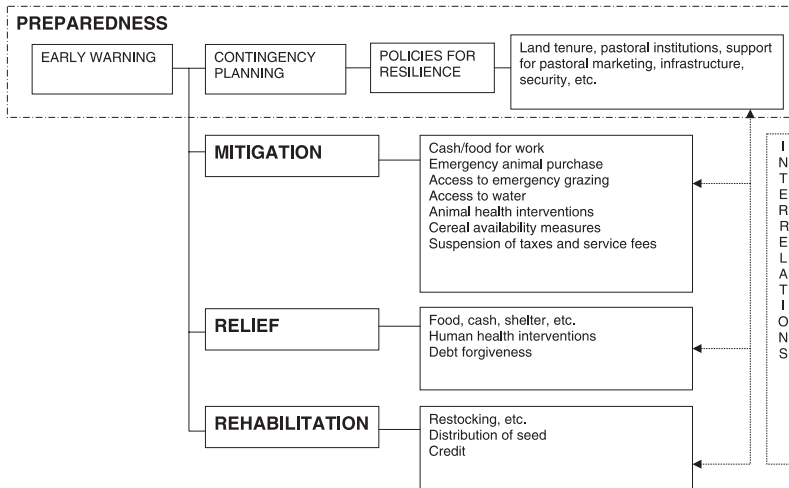 PREPAREDNESS
EARLY WARNING
CONTINGENCY
PLANNING
POLICIES FOR
RESILIENCE
Land tenure, pastoral institutions, support
for pastoral marketing, infrastructure,
security, etc.
MITIGATION
Cash/food for work
Emergency animal purchase
Access to emergency grazing
Access to water
Animal health interventions
Cereal availability measures
Suspension of taxes and service fees
RELIEF
Food, cash, shelter, etc.
Human health interventions
Debt forgiveness
REHABILITATION
Restocking, etc.
Distribution of seed
Credit
INTERRELATIONS